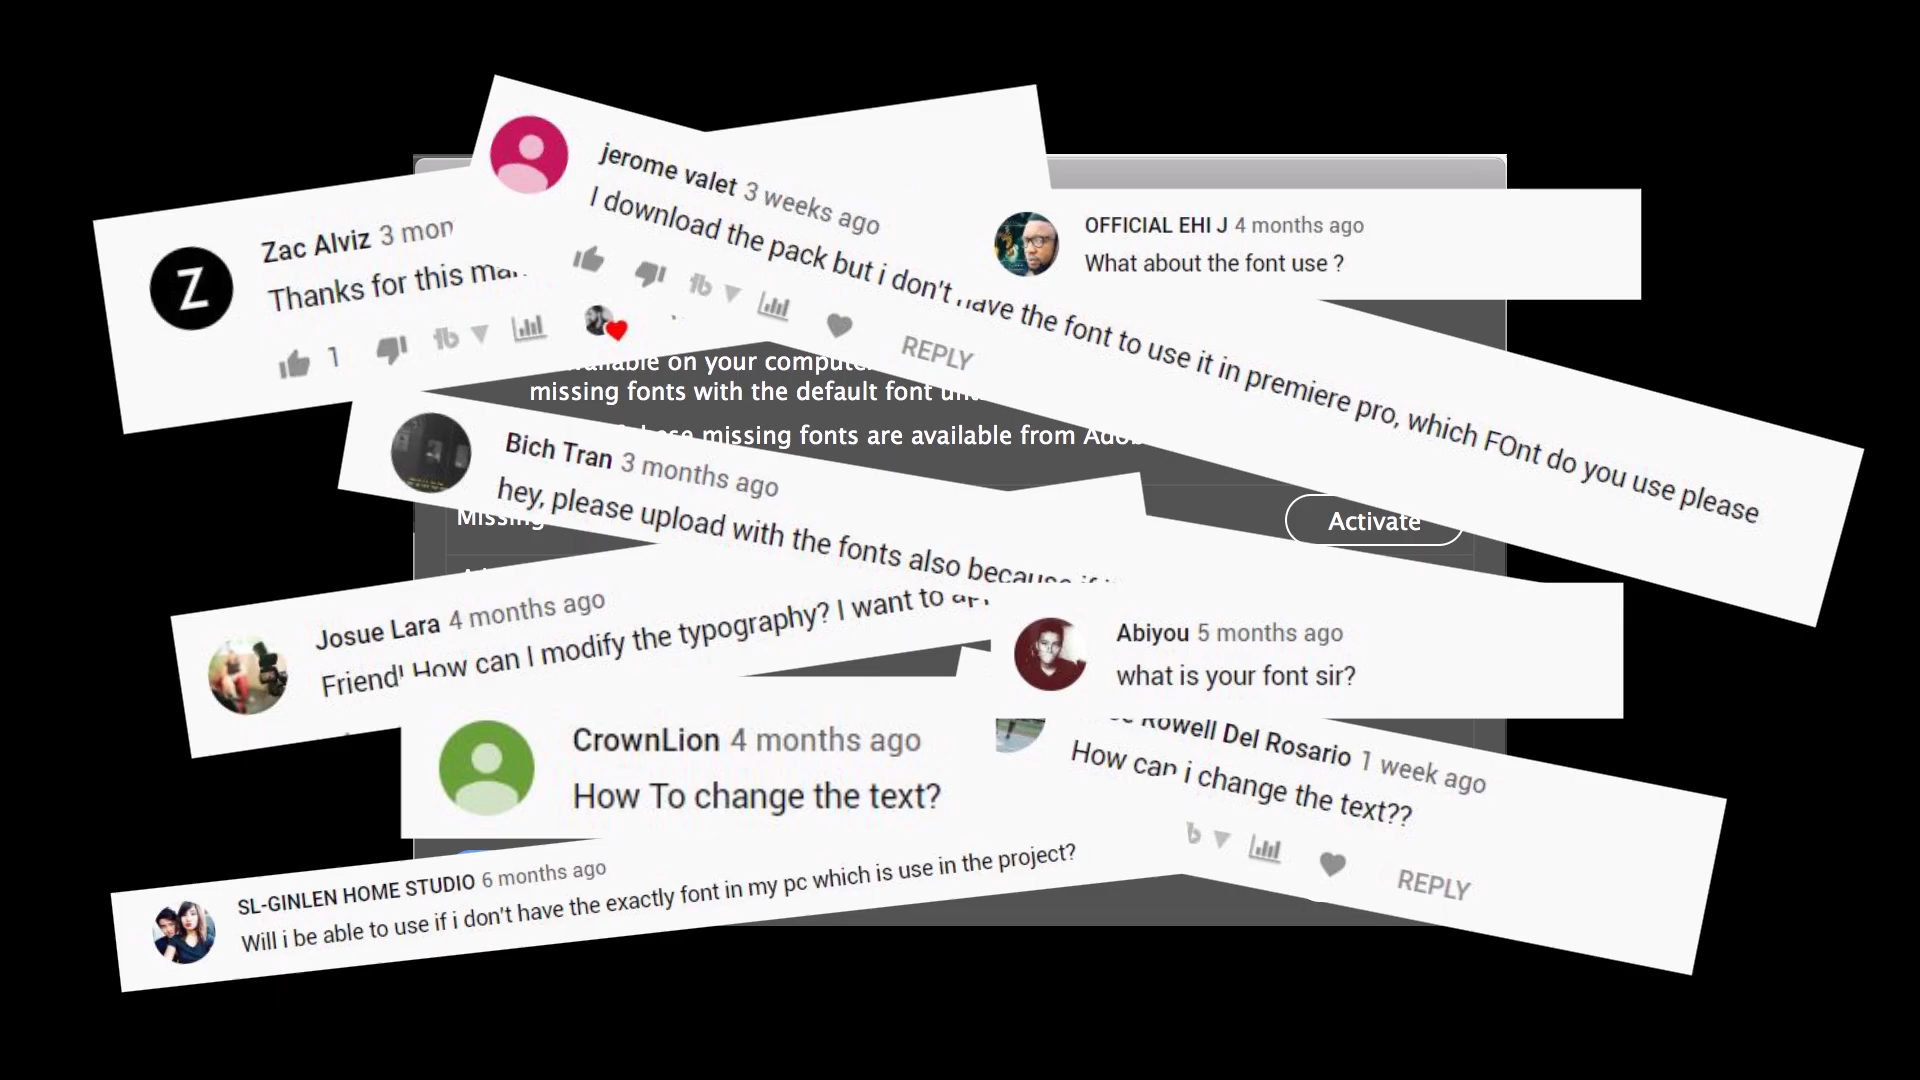 jerome valet 3 weeks ago
I download the pack but i don't have the font to use it in premiere pro, which FOnt do you use please
REPLY
Zac Alviz 3 mon
Thanks for this
1
Z
OFFICIAL EHI J 4 months ago
What about the font use ?
on your
missing fonts with the default font
missing fonts are available from
Bich Tran 3 months ago
hey, please upload with the fonts also because
Missing
Activate
Josue Lara 4 months ago
Friend! How can I modify the typography? I want to
Abiyou 5 months ago
what is your font sir?
CrownLion 4 months ago
How To change the text?
Rowell Del Rosario 1 week ago
How can i change the text??
REPLY
SL-GINLEN HOME STUDIO 6 months ago
Will i be able to use if i don't have the exactly font in my pc which is use in the project?